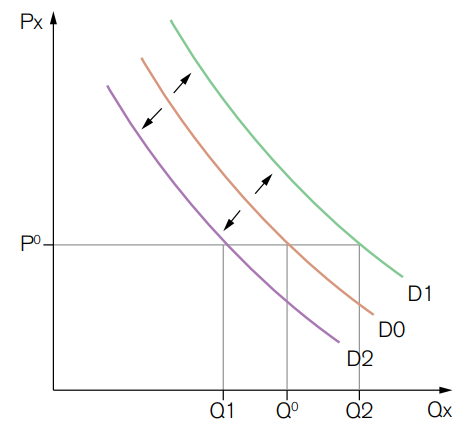 Px
P⁰
D1
D0
D2
Q1 Q⁰ Q2 Qx